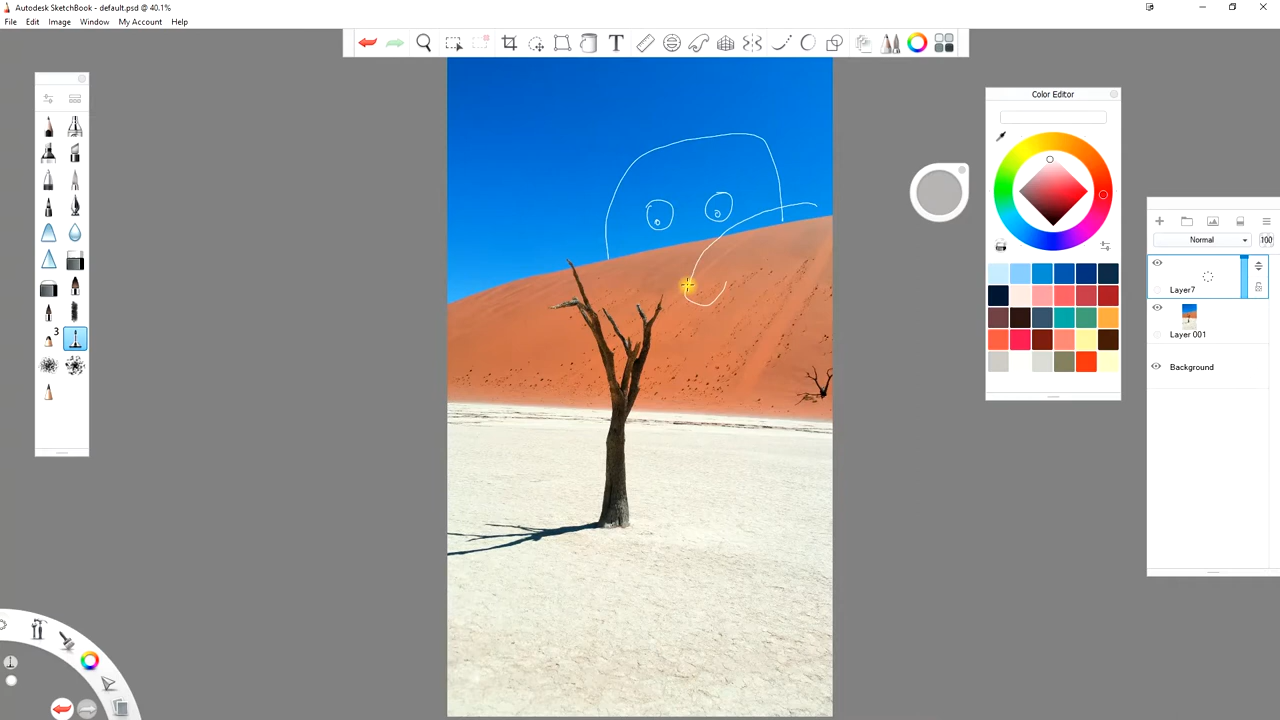 Autodesk SketchBook - default.psd @ 40.1%
File Edit Image Window My Account Help
Color Editor
Normal 100
Layer7
Layer 001
Background
3